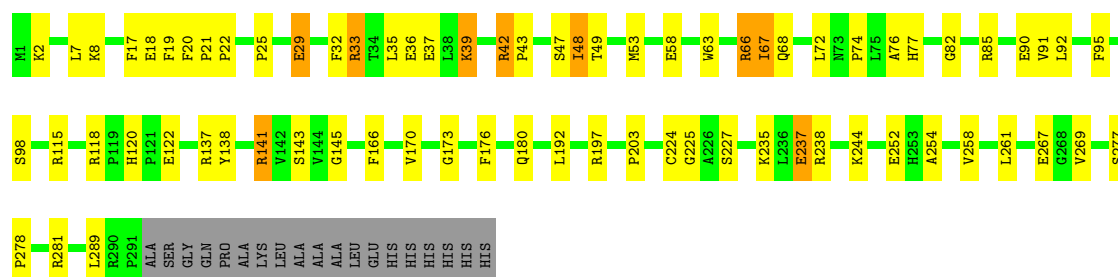 M1 K2 L7 K8 F17 E18 F19 F20 P21 P22 P25 E29 F32 R33 T34 L35 E36 E37 L38 K39 R42 P43 S47 I48 T49 M53 E58 W63 R66 I67 Q68 L72 N73 P74 L75 A76 H77 G82 R85 E90 V91 L92 F95
S98 R115 R118 P119 H120 P121 E122 R137 Y138 R141 V142 S143 V144 G145 F166 V170 G173 F176 Q180 L192 R197 P203 C224 G225 A226 S227 K235 L236 E237 R238 K244 E252 H253 A254 V258 L261 E267 G268 V269 S277
P278 R281 L289 R290 P291 ALA SER GLY GLN PRO ALA LYS LEU ALA ALA ALA LEU GLU HIS HIS HIS HIS HIS HIS